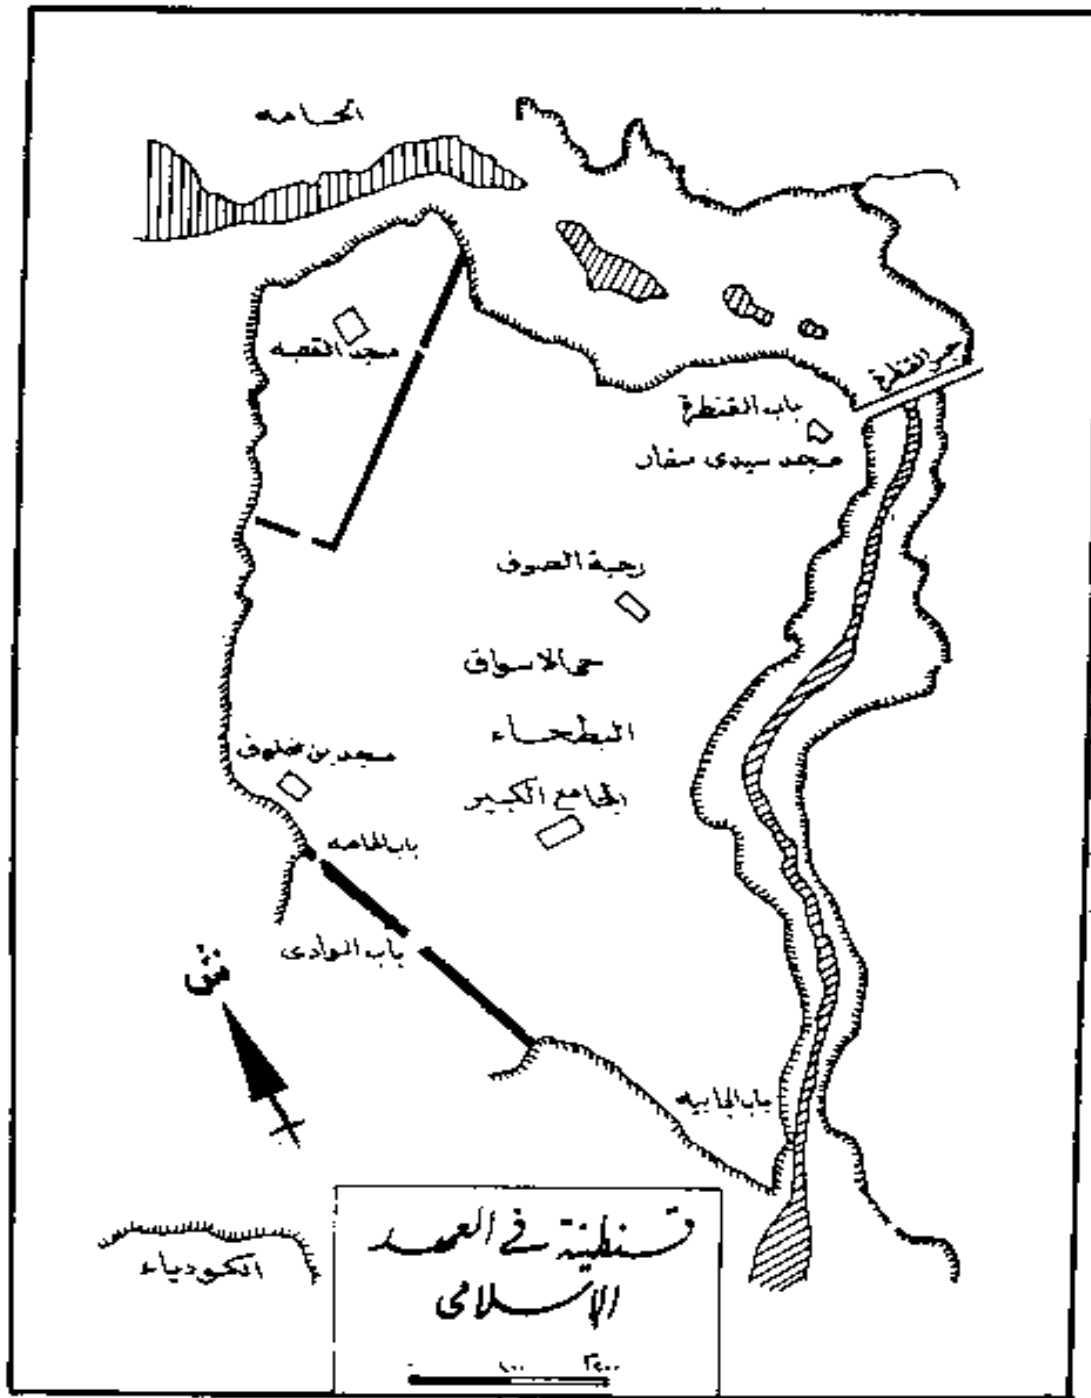 الحامه
مسجد القصبه
جسر القنطرة
باب القنطرة
مسجد سيدى سفار
رحبة الصوف
حى الاسواق
البطحاء
الجامع الكبير
مسجد بن مخلوف
باب الحامه
باب الوادى
ش
باب الجابيه
الكودياء
قسنطينة في العهد
الإسلامى